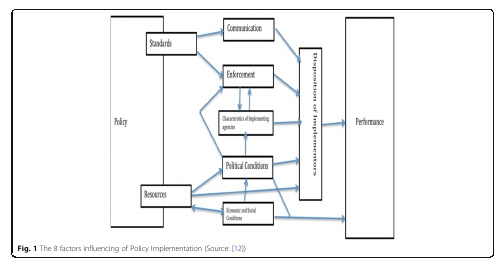 Communication
Standards
Enforcement
Disposition of Implementors
Characteristics of Implementing
agencies
Policy
Performance
Political Conditions
Resources
Economic and Social
Conditions
Fig. 1 The 8 factors influencing of Policy Implementation (Source: [12])